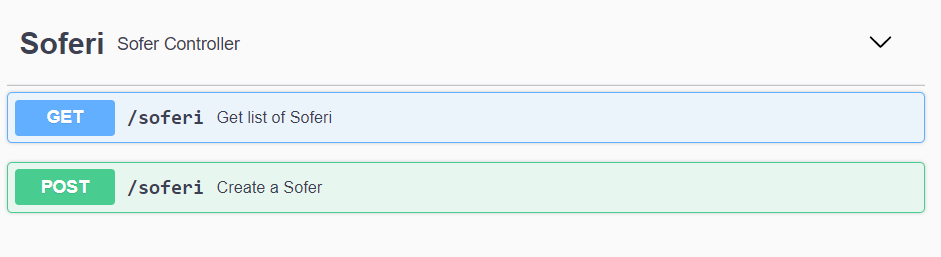 Soferi Sofer Controller
GET /soferi Get list of Soferi
POST /soferi Create a Sofer